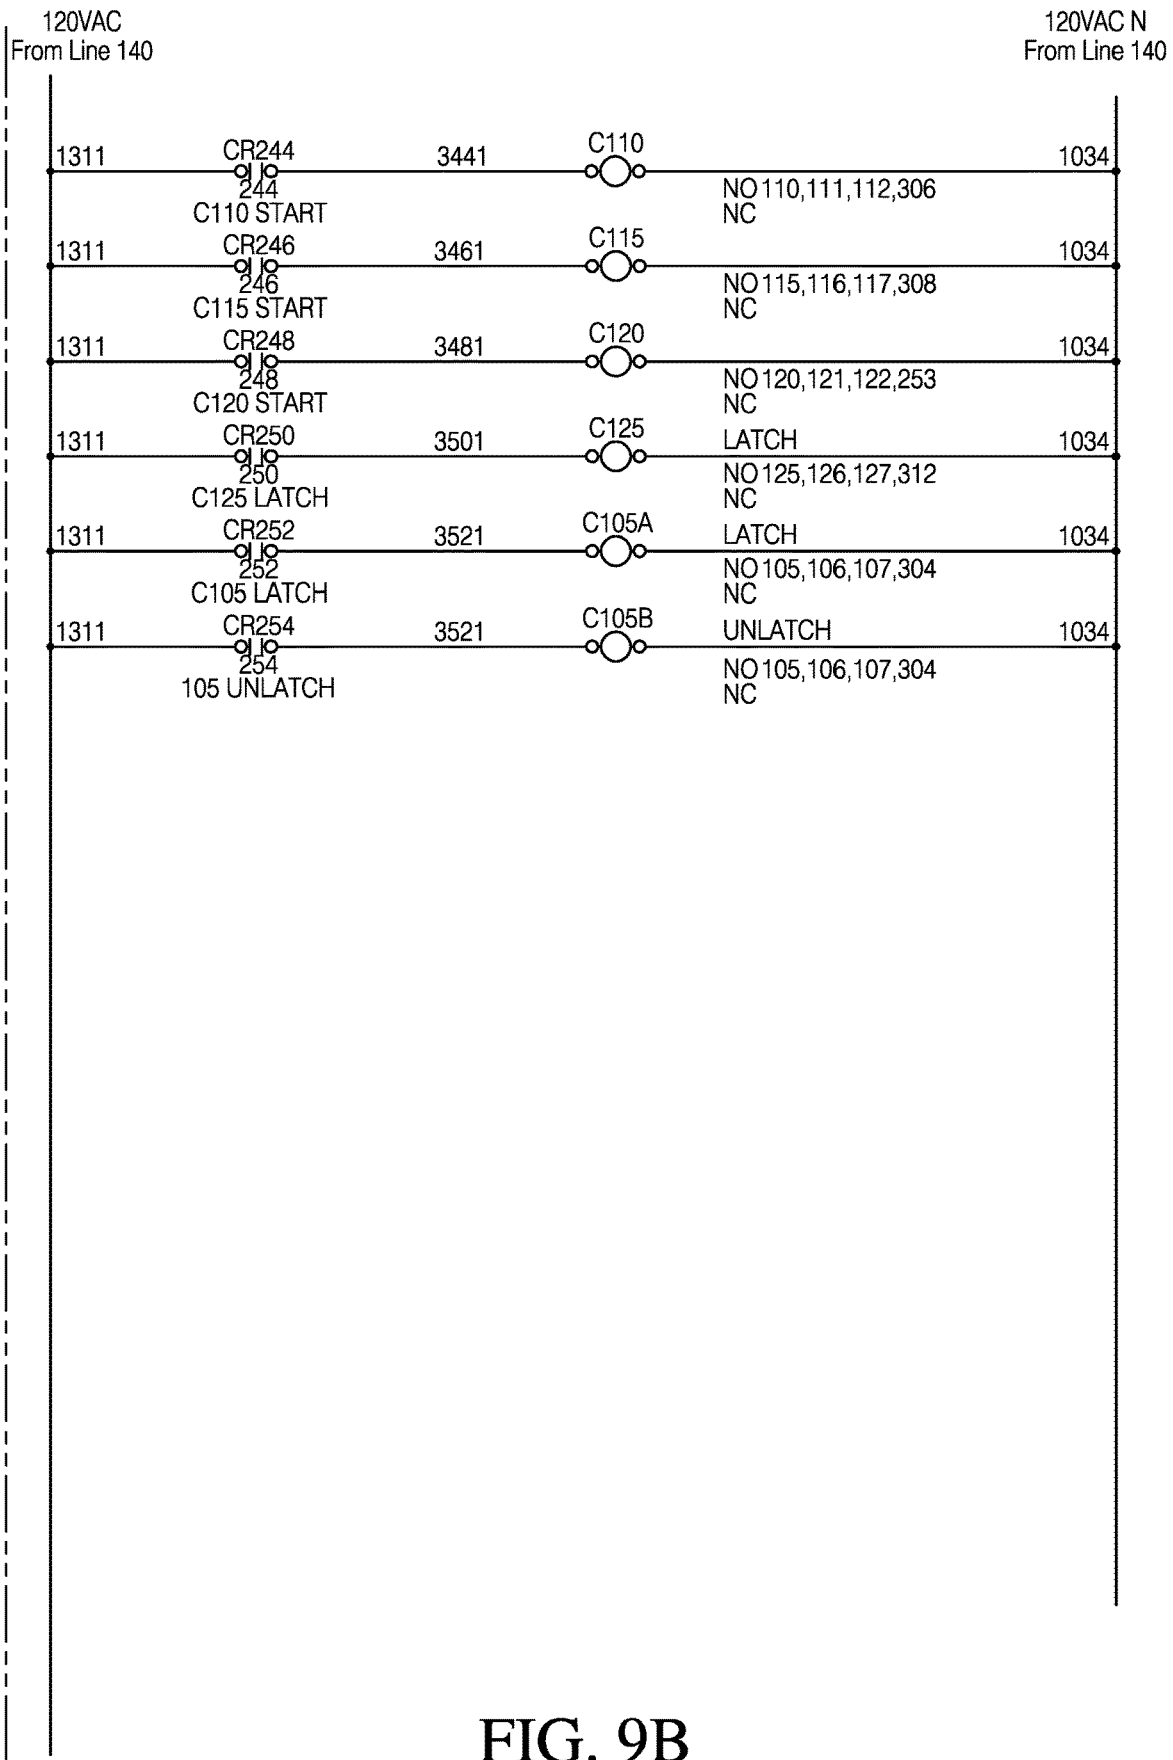 120VAC
From Line 140
120VAC N
From Line 140
1311 CR244 3441 C110 1034
244
C110 START
NO 110,111,112,306
NC
1311 CR246 3461 C115 1034
246
C115 START
NO 115,116,117,308
NC
1311 CR248 3481 C120 1034
248
C120 START
NO 120,121,122,253
NC
1311 CR250 3501 C125 LATCH 1034
250
C125 LATCH
NO 125,126,127,312
NC
1311 CR252 3521 C105A LATCH 1034
252
C105 LATCH
NO 105,106,107,304
NC
1311 CR254 3521 C105B UNLATCH 1034
254
105 UNLATCH
NO 105,106,107,304
NC
FIG. 9B